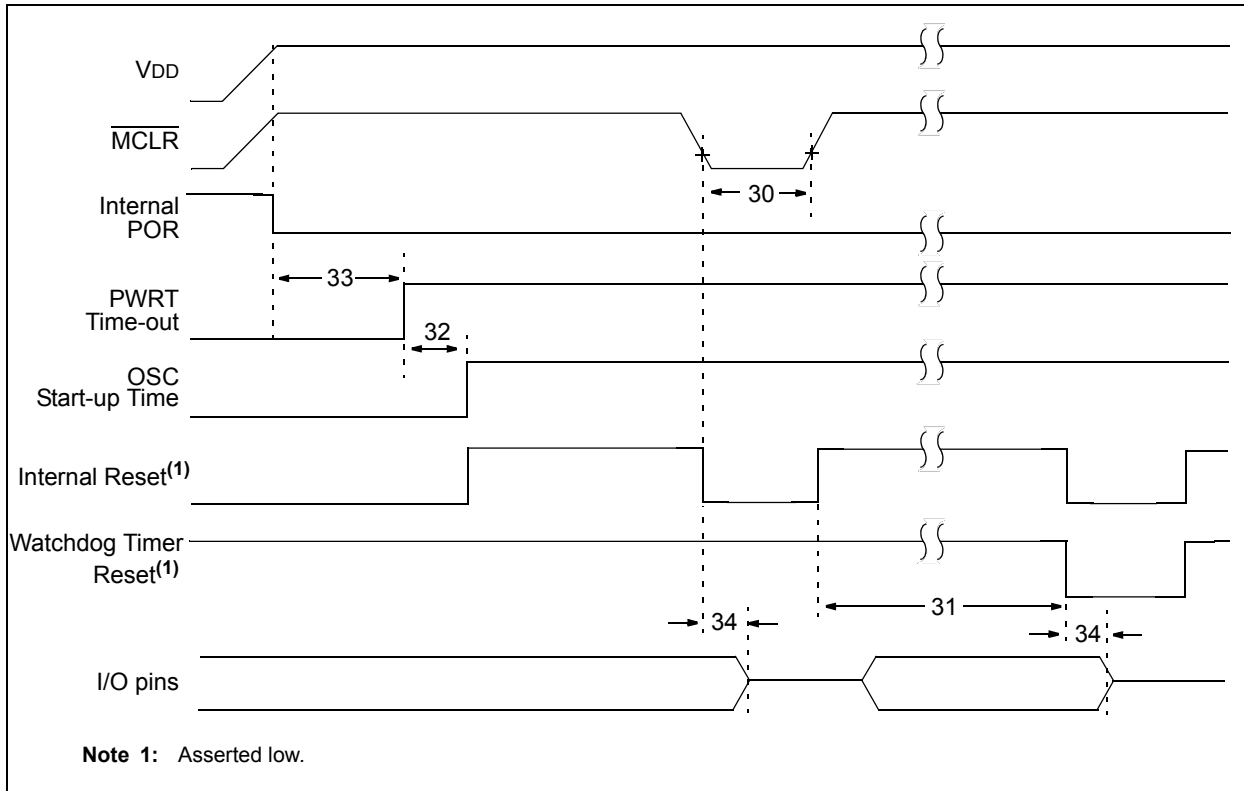 VDD
MCLR
30
Internal
POR
33
PWRT
Time-out
32
OSC
Start-up Time
Internal Reset(1)
Watchdog Timer
Reset(1)
31
34
34
I/O pins
Note 1: Asserted low.